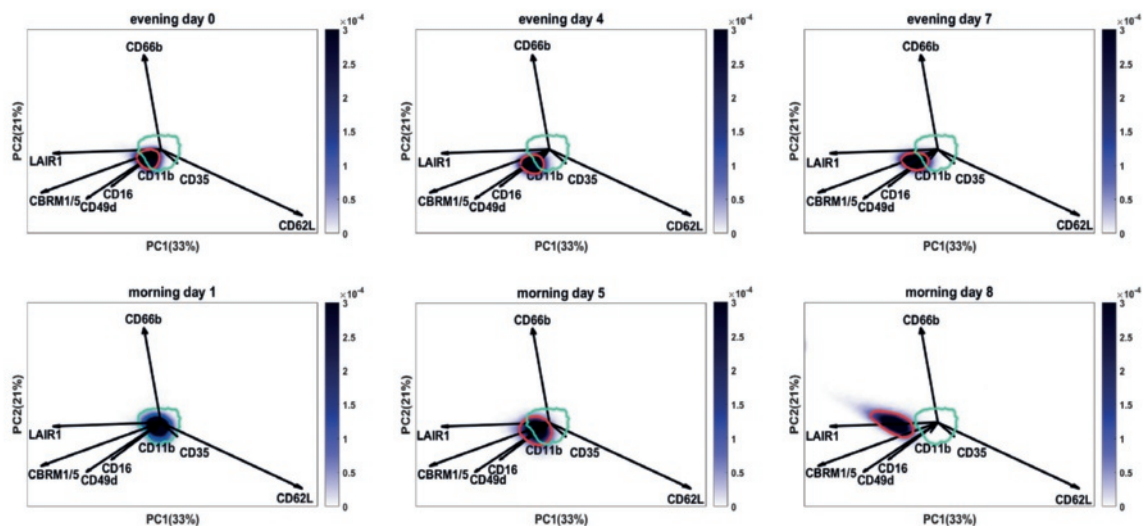 evening day 0
CD66b
LAIR1
CBRM1/5
CD16
CD49d
CD11b
CD35
CD62L
PC2(21%)
PC1(33%)
×10⁻⁴
3
2.5
2
1.5
1
0.5
0
evening day 4
CD66b
LAIR1
CBRM1/5
CD16
CD49d
CD11b
CD35
CD62L
PC2(21%)
PC1(33%)
×10⁻⁴
3
2.5
2
1.5
1
0.5
0
evening day 7
CD66b
LAIR1
CBRM1/5
CD16
CD49d
CD11b
CD35
CD62L
PC2(21%)
PC1(33%)
×10⁻⁴
3
2.5
2
1.5
1
0.5
0
morning day 1
CD66b
LAIR1
CBRM1/5
CD16
CD49d
CD11b
CD35
CD62L
PC2(21%)
PC1(33%)
×10⁻⁴
3
2.5
2
1.5
1
0.5
0
morning day 5
CD66b
LAIR1
CBRM1/5
CD16
CD49d
CD11b
CD35
CD62L
PC2(21%)
PC1(33%)
×10⁻⁴
3
2.5
2
1.5
1
0.5
0
morning day 8
CD66b
LAIR1
CBRM1/5
CD16
CD49d
CD11b
CD35
CD62L
PC2(21%)
PC1(33%)
×10⁻⁴
3
2.5
2
1.5
1
0.5
0